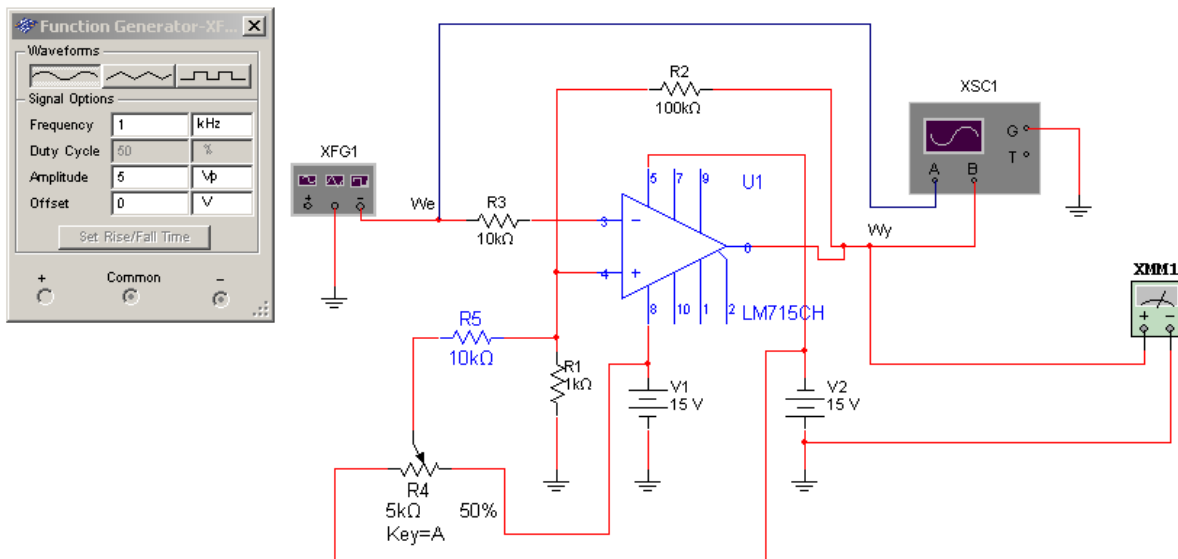 Function Generator-XF...
Waveforms
Signal Options
Frequency 1 kHz
Duty Cycle 50 %
Amplitude 5 Vp
Offset 0 V
Set Rise/Fall Time
+ Common −
XFG1
+ −
We
R3
10kΩ
R2
100kΩ
XSC1
G
T
A B
5 7 9
U1
3 −
4 +
6
8 10 1 2
LM715CH
Wy
XMM1
+ −
R5
10kΩ
R1
1kΩ
V1
15 V
V2
15 V
R4
5kΩ 50%
Key=A